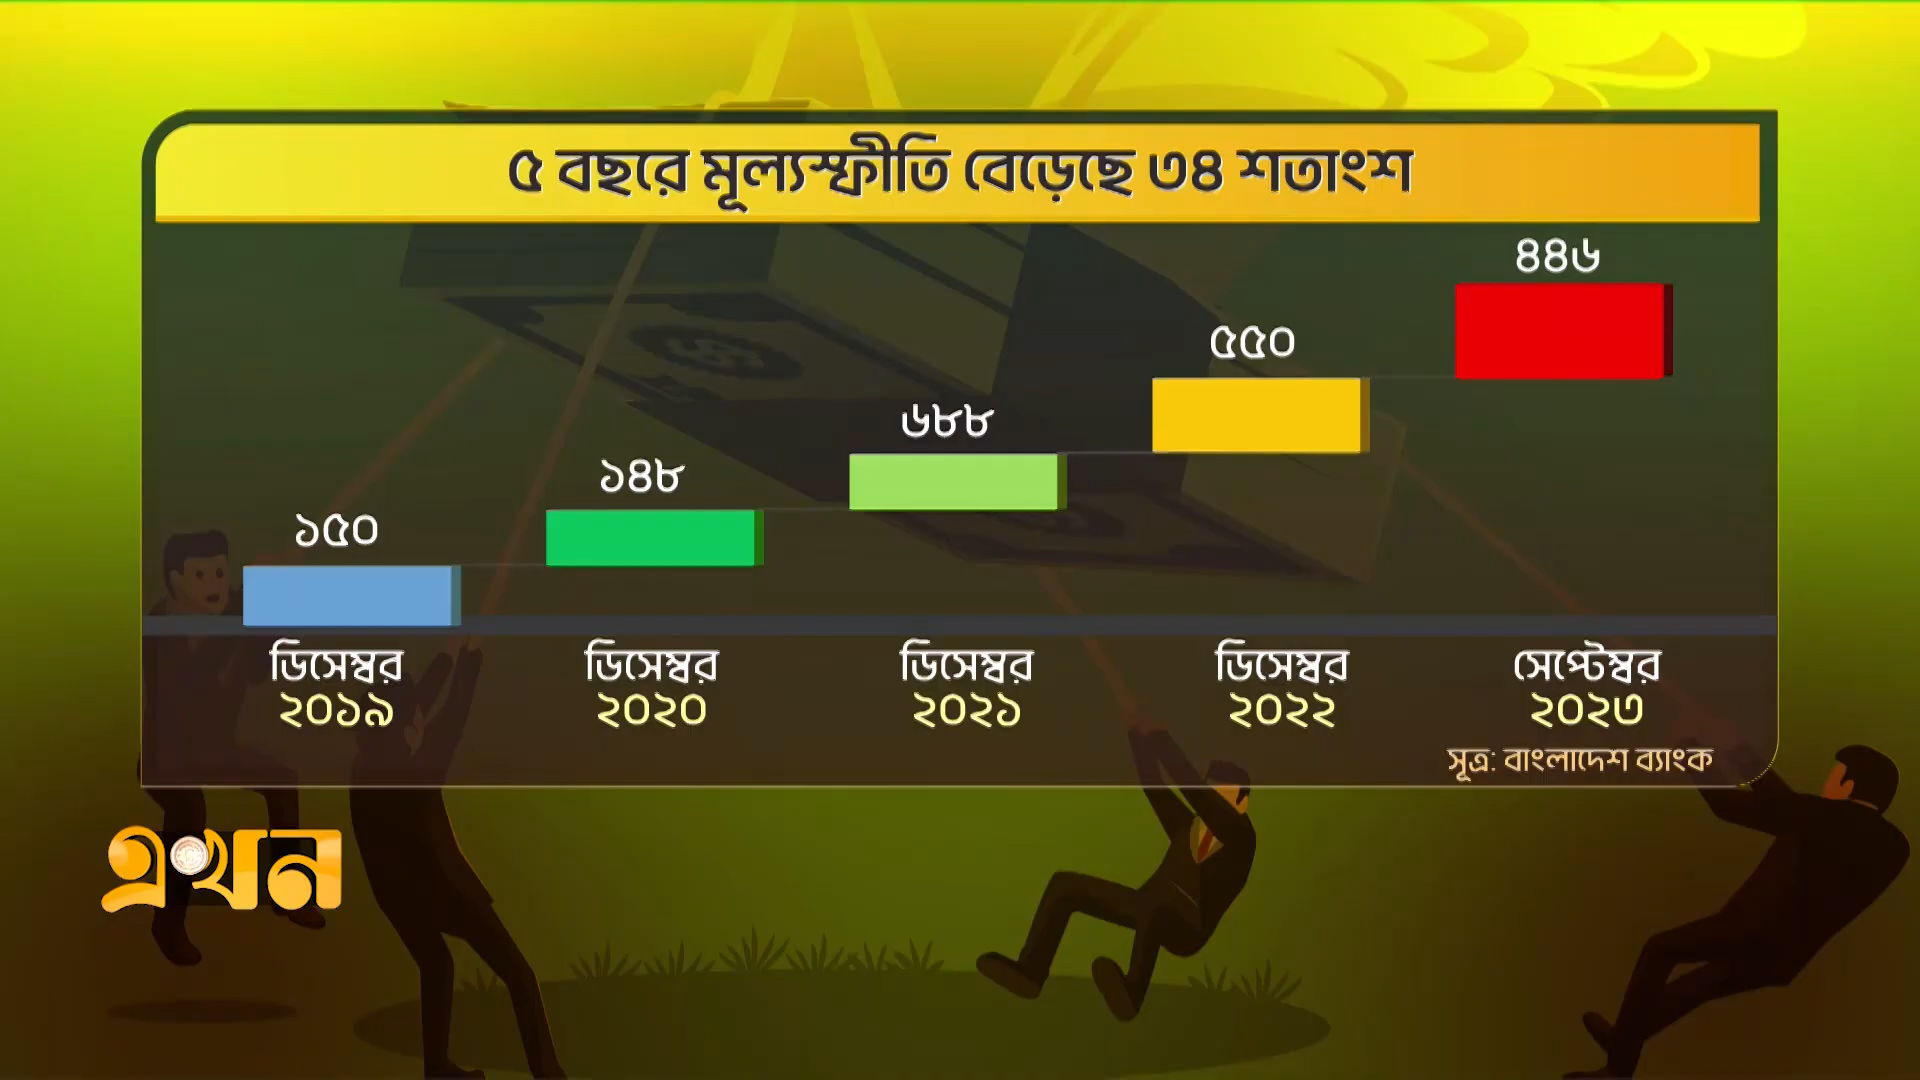 ৫ বছরে মূল্যস্ফীতি বেড়েছে ৩৪ শতাংশ
৪৪৬
৫৫০
৬৮৮
১৪৮
১৫০
ডিসেম্বর ডিসেম্বর ডিসেম্বর ডিসেম্বর সেপ্টেম্বর
২০১৯ ২০২০ ২০২১ ২০২২ ২০২৩
সূত্র: বাংলাদেশ ব্যাংক
এখন